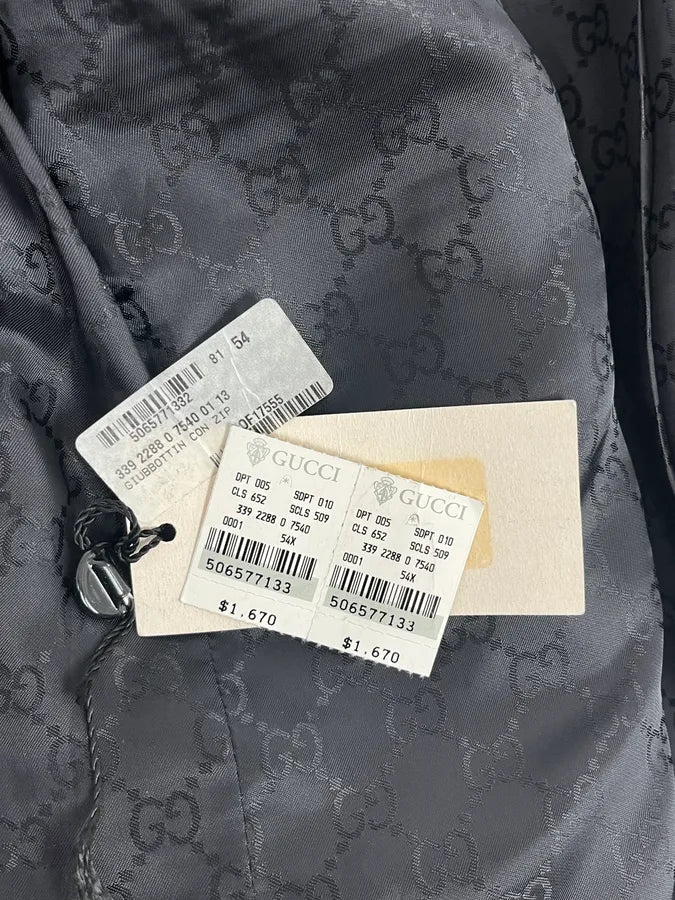 81 54
5065771332
339 2288 0 7540 01 13
GIUBBOTTIN CON ZIP
OF17555
GUCCI
DPT 005 SDPT 010
CLS 652 SCLS 509
339 2288 0 7540
0001 54X
506577133
$1,670
GUCCI
DPT 005 SDPT 010
CLS 652 SCLS 509
339 2288 0 7540
0001 54X
506577133
$1,670